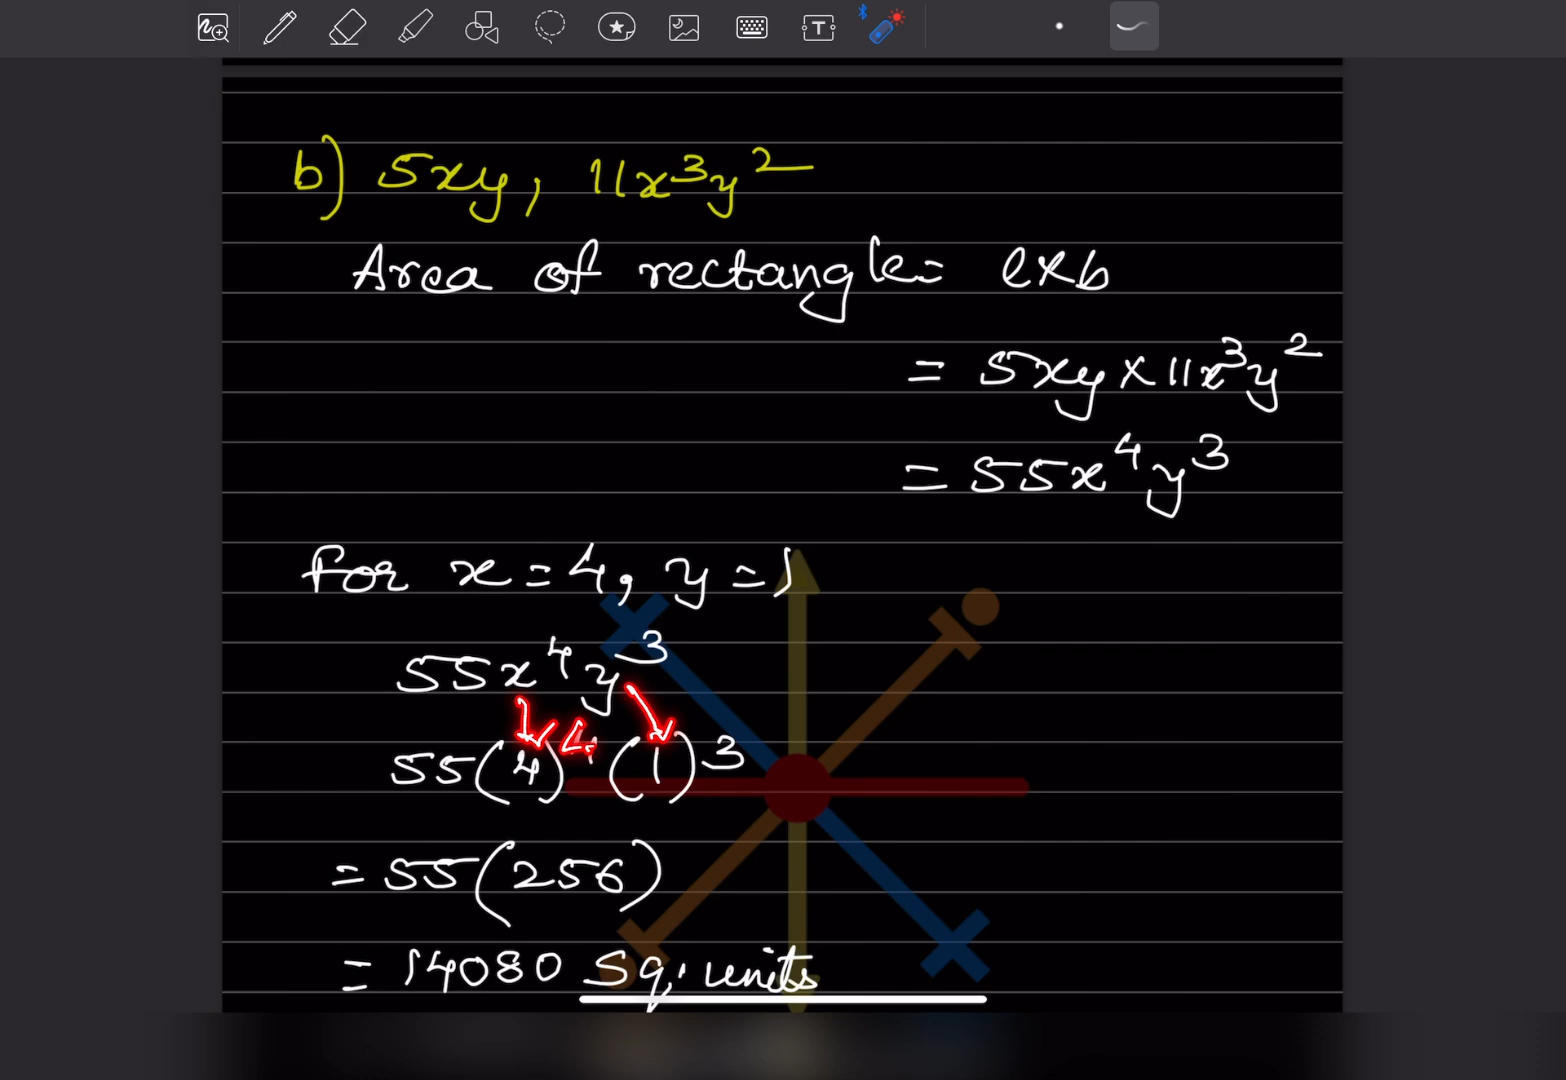 b) 5xy, 11x³y²
Area of rectangle = l×b
= 5xy × 11x³y²
= 55x⁴y³
for x = 4, y = 1
55x⁴y³
55(4)⁴(1)³
= 55(256)
= 14080 sq. units